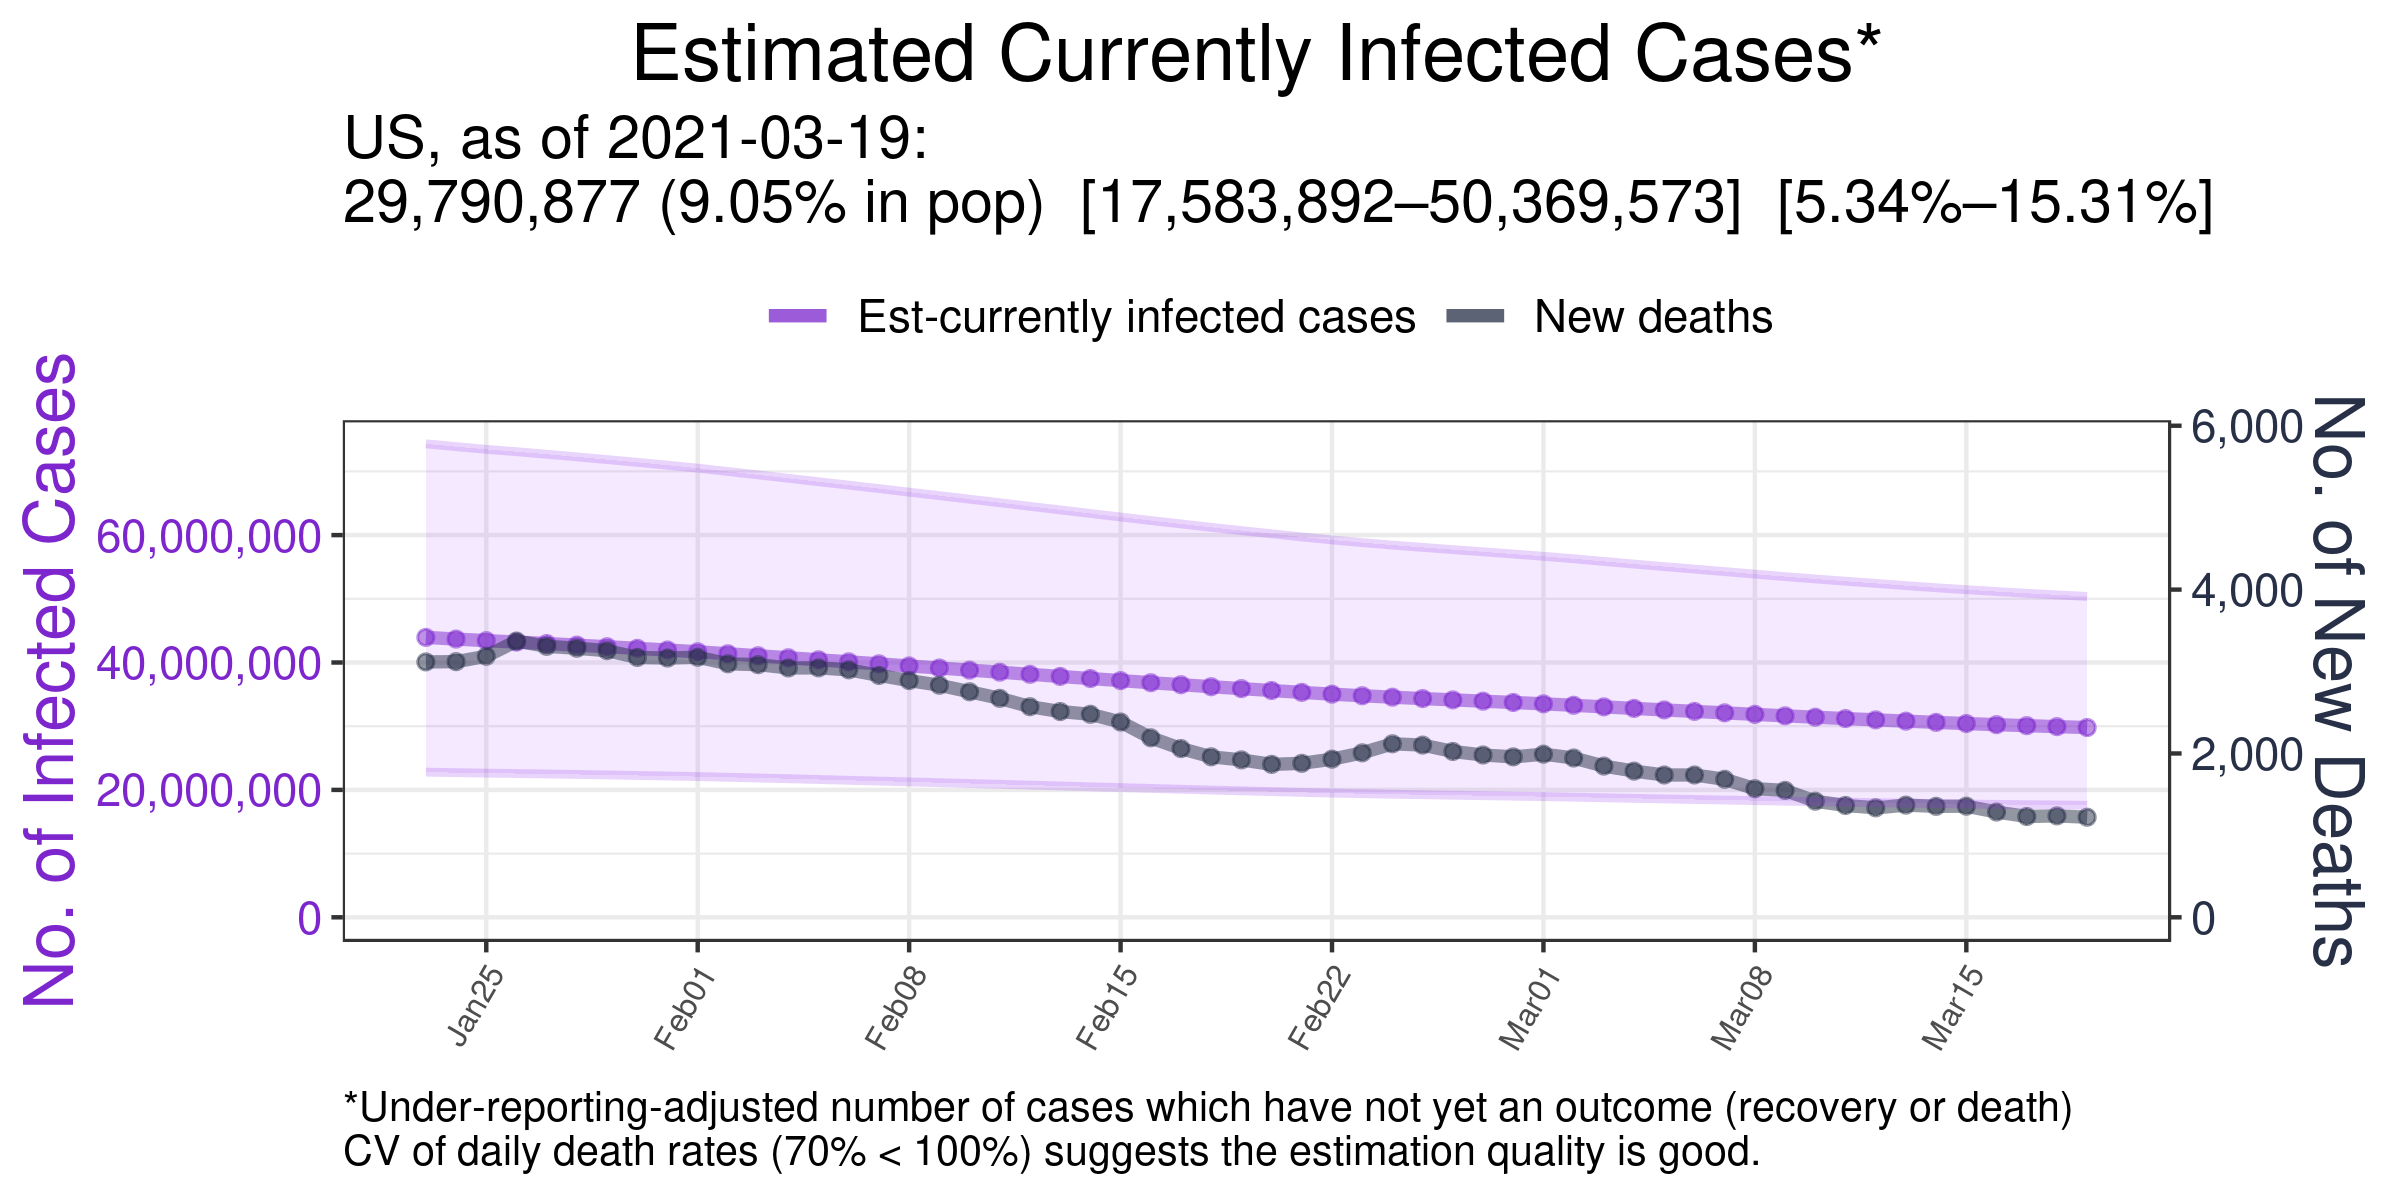 Estimated Currently Infected Cases*
US, as of 2021-03-19:
29,790,877 (9.05% in pop)  [17,583,892–50,369,573]  [5.34%–15.31%]
Est-currently infected cases
New deaths
No. of Infected Cases
60,000,000
40,000,000
20,000,000
0
6,000
4,000
2,000
0
No. of New Deaths
Jan25
Feb01
Feb08
Feb15
Feb22
Mar01
Mar08
Mar15
*Under-reporting-adjusted number of cases which have not yet an outcome (recovery or death)
CV of daily death rates (70% < 100%) suggests the estimation quality is good.